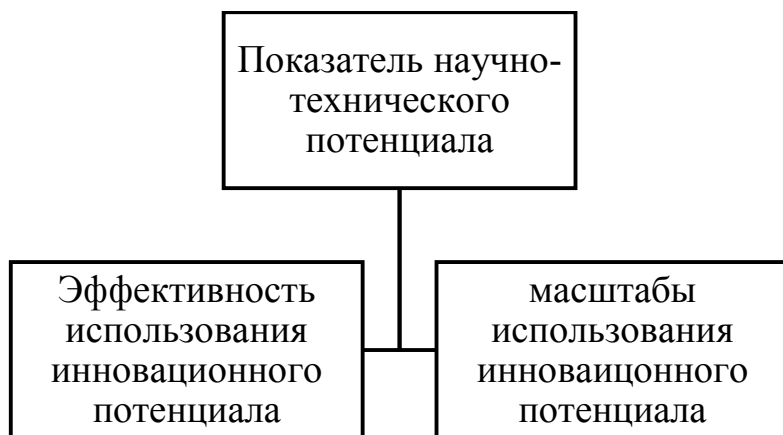 Показатель научно-
технического
потенциала
Эффективность
использования
инновационного
потенциала
масштабы
использования
инноваицонного
потенциала